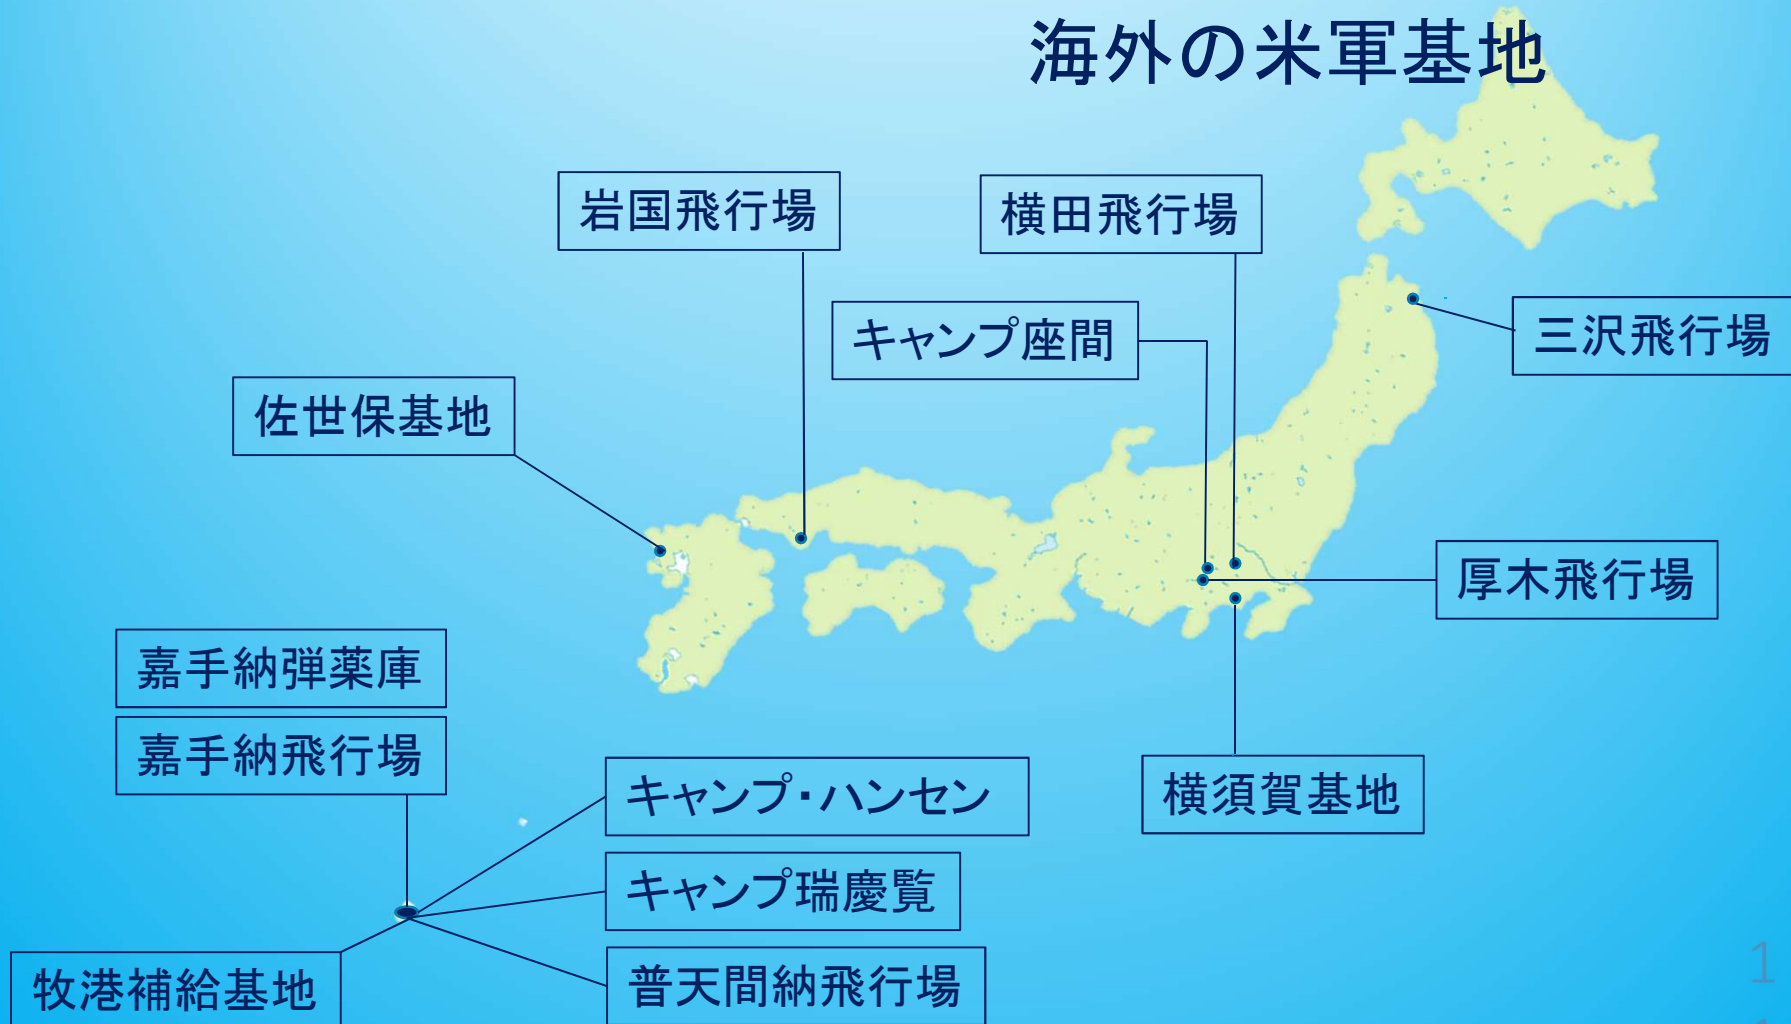 海外の米軍基地
岩国飛行場
横田飛行場
キャンプ座間
三沢飛行場
佐世保基地
厚木飛行場
嘉手納弾薬庫
嘉手納飛行場
キャンプ・ハンセン
横須賀基地
キャンプ瑞慶覧
普天間納飛行場
牧港補給基地
1